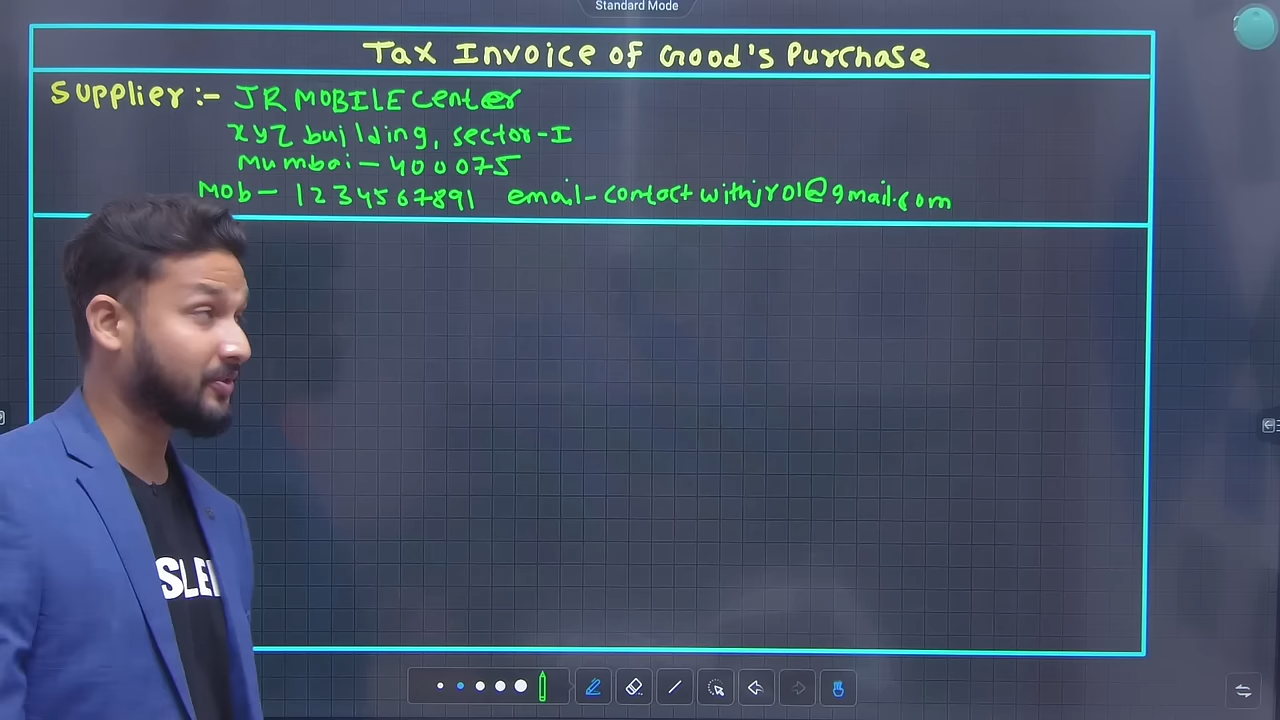 Standard Mode
Tax Invoice of Good's Purchase
Supplier :- JR MOBILE Center
xyz building, sector-I
Mumbai - 400075
Mob - 1234567891 email-contactwithjr01@gmail.com
SLE